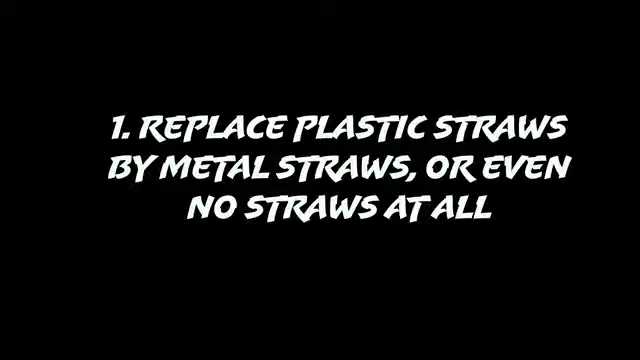 1. REPLACE PLASTIC STRAWS
BY METAL STRAWS, OR EVEN
NO STRAWS AT ALL